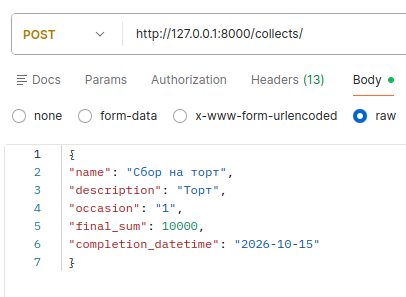 POST http://127.0.0.1:8000/collects/
Docs Params Authorization Headers (13) Body
none form-data x-www-form-urlencoded raw
1 {
2 "name": "Сбор на торт",
3 "description": "Торт",
4 "occasion": "1",
5 "final_sum": 10000,
6 "completion_datetime": "2026-10-15"
7 }